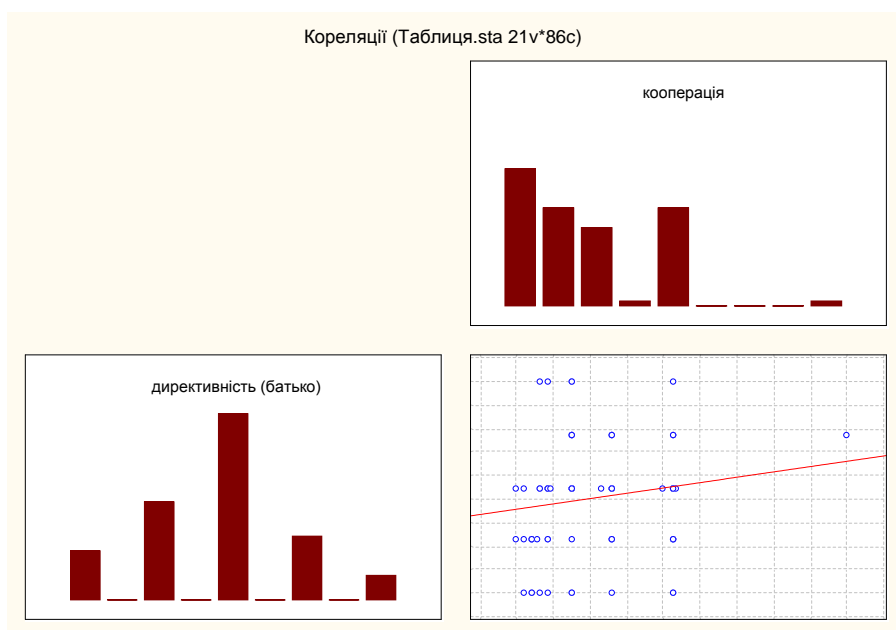 Кореляції (Таблиця.sta 21v*86c)
кооперація
директивність (батько)